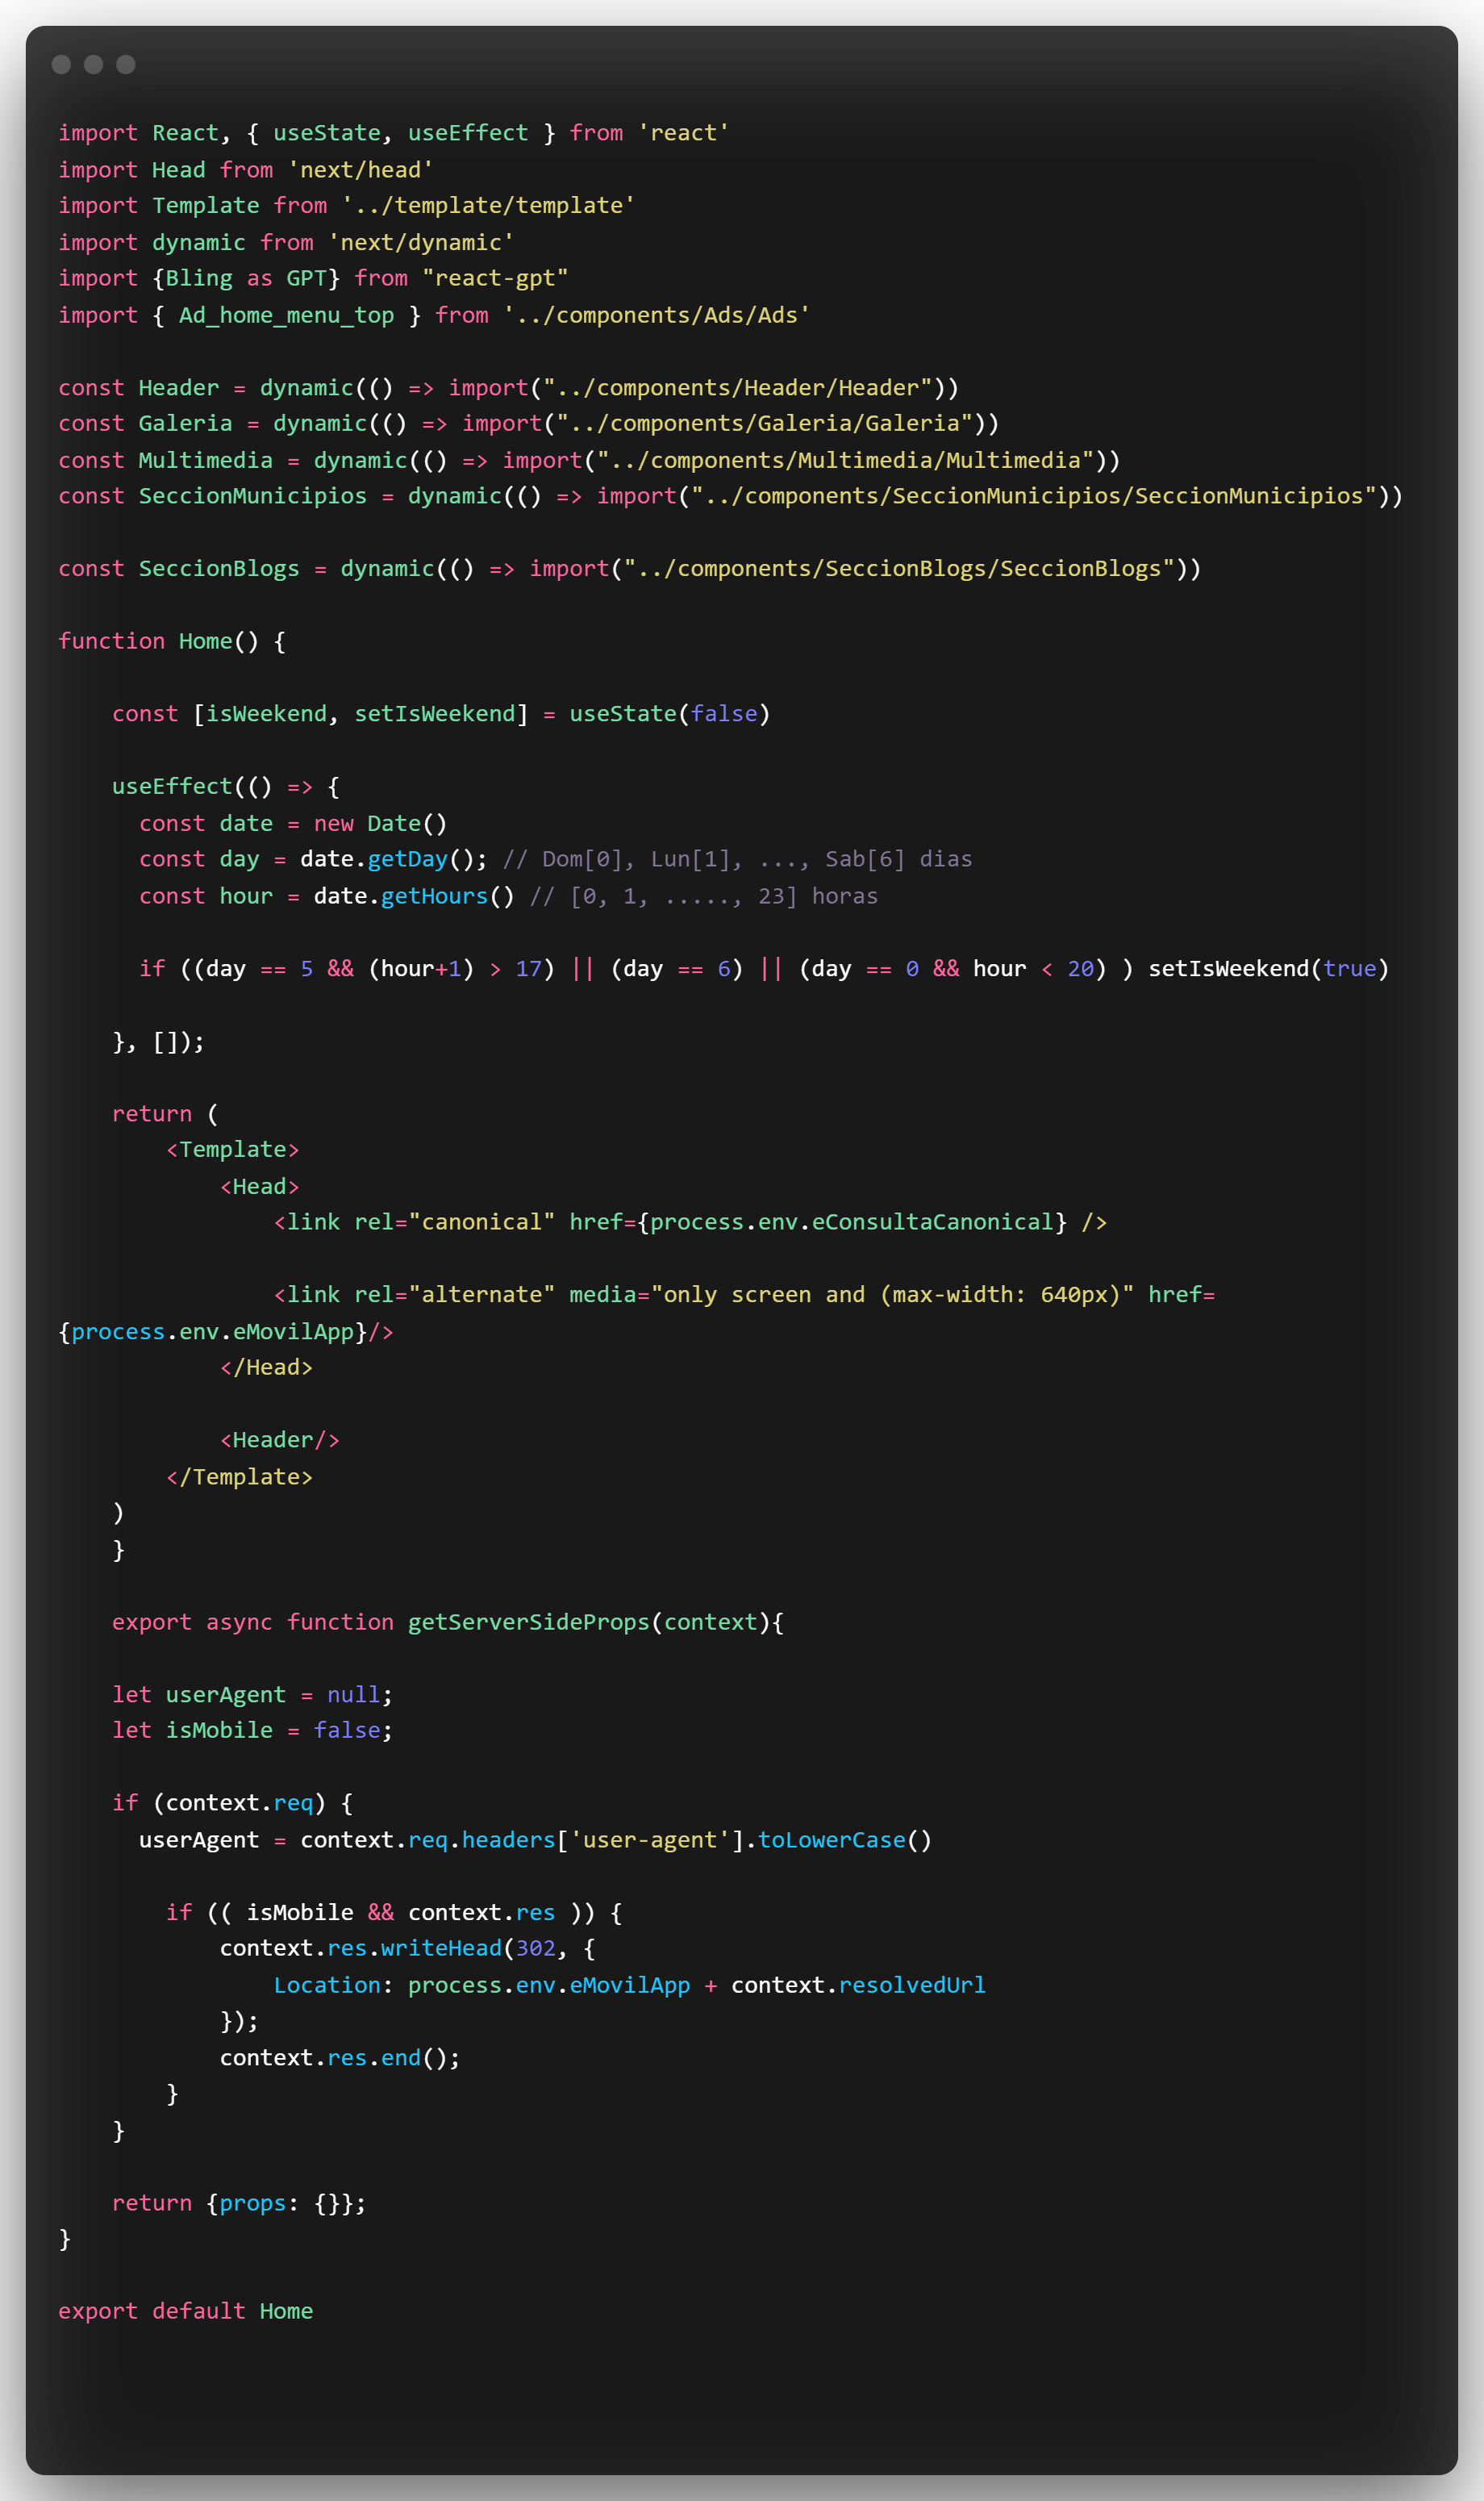 import React, { useState, useEffect } from 'react'
import Head from 'next/head'
import Template from '../template/template'
import dynamic from 'next/dynamic'
import {Bling as GPT} from "react-gpt"
import { Ad_home_menu_top } from '../components/Ads/Ads'

const Header = dynamic(() => import("../components/Header/Header"))
const Galeria = dynamic(() => import("../components/Galeria/Galeria"))
const Multimedia = dynamic(() => import("../components/Multimedia/Multimedia"))
const SeccionMunicipios = dynamic(() => import("../components/SeccionMunicipios/SeccionMunicipios"))

const SeccionBlogs = dynamic(() => import("../components/SeccionBlogs/SeccionBlogs"))

function Home() {

    const [isWeekend, setIsWeekend] = useState(false)

    useEffect(() => {
      const date = new Date()
      const day = date.getDay(); // Dom[0], Lun[1], ..., Sab[6] dias
      const hour = date.getHours() // [0, 1, ....., 23] horas

      if ((day == 5 && (hour+1) > 17) || (day == 6) || (day == 0 && hour < 20) ) setIsWeekend(true)

    }, []);

    return (
        <Template>
            <Head>
                <link rel="canonical" href={process.env.eConsultaCanonical} />

                <link rel="alternate" media="only screen and (max-width: 640px)" href=
{process.env.eMovilApp}/>
            </Head>

            <Header/>
        </Template>
    )
    }

    export async function getServerSideProps(context){

    let userAgent = null;
    let isMobile = false;

    if (context.req) {
      userAgent = context.req.headers['user-agent'].toLowerCase()

        if (( isMobile && context.res )) {
            context.res.writeHead(302, {
                Location: process.env.eMovilApp + context.resolvedUrl
            });
            context.res.end();
        }
    }

    return {props: {}};
}

export default Home